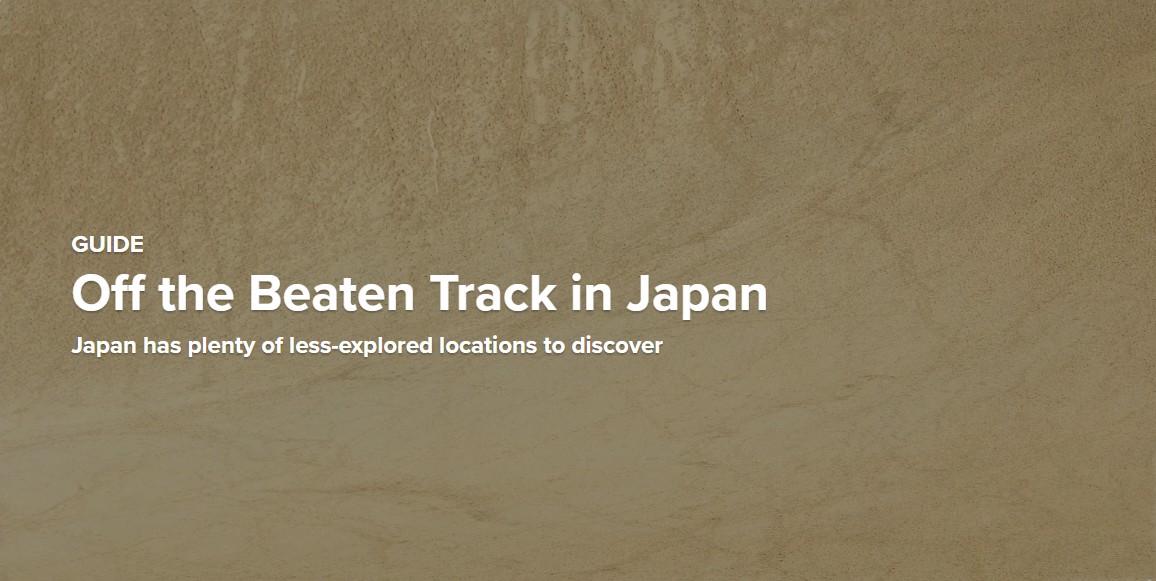 GUIDE
Off the Beaten Track in Japan
Japan has plenty of less-explored locations to discover